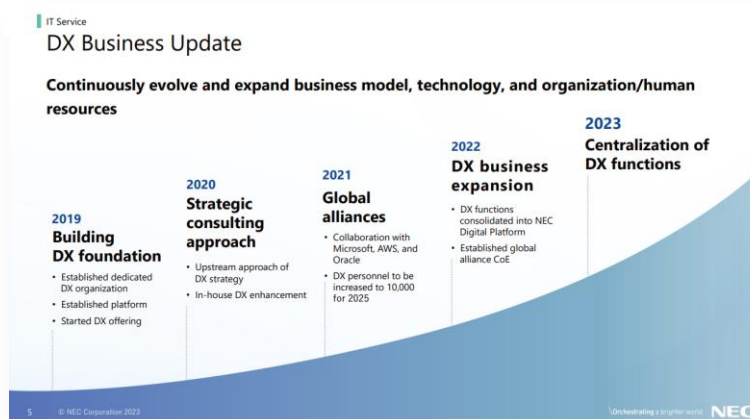 IT Service
DX Business Update
Continuously evolve and expand business model, technology, and organization/human
resources
2019
Building
DX foundation
• Established dedicated
DX organization
• Established platform
• Started DX offering
2020
Strategic
consulting
approach
• Upstream approach of
DX strategy
• In-house DX enhancement
2021
Global
alliances
• Collaboration with
Microsoft, AWS, and
Oracle
• DX personnel to be
increased to 10,000
for 2025
2022
DX business
expansion
• DX functions
consolidated into NEC
Digital Platform
• Established global
alliance CoE
2023
Centralization of
DX functions
5 © NEC Corporation 2023
\Orchestrating a brighter world NEC